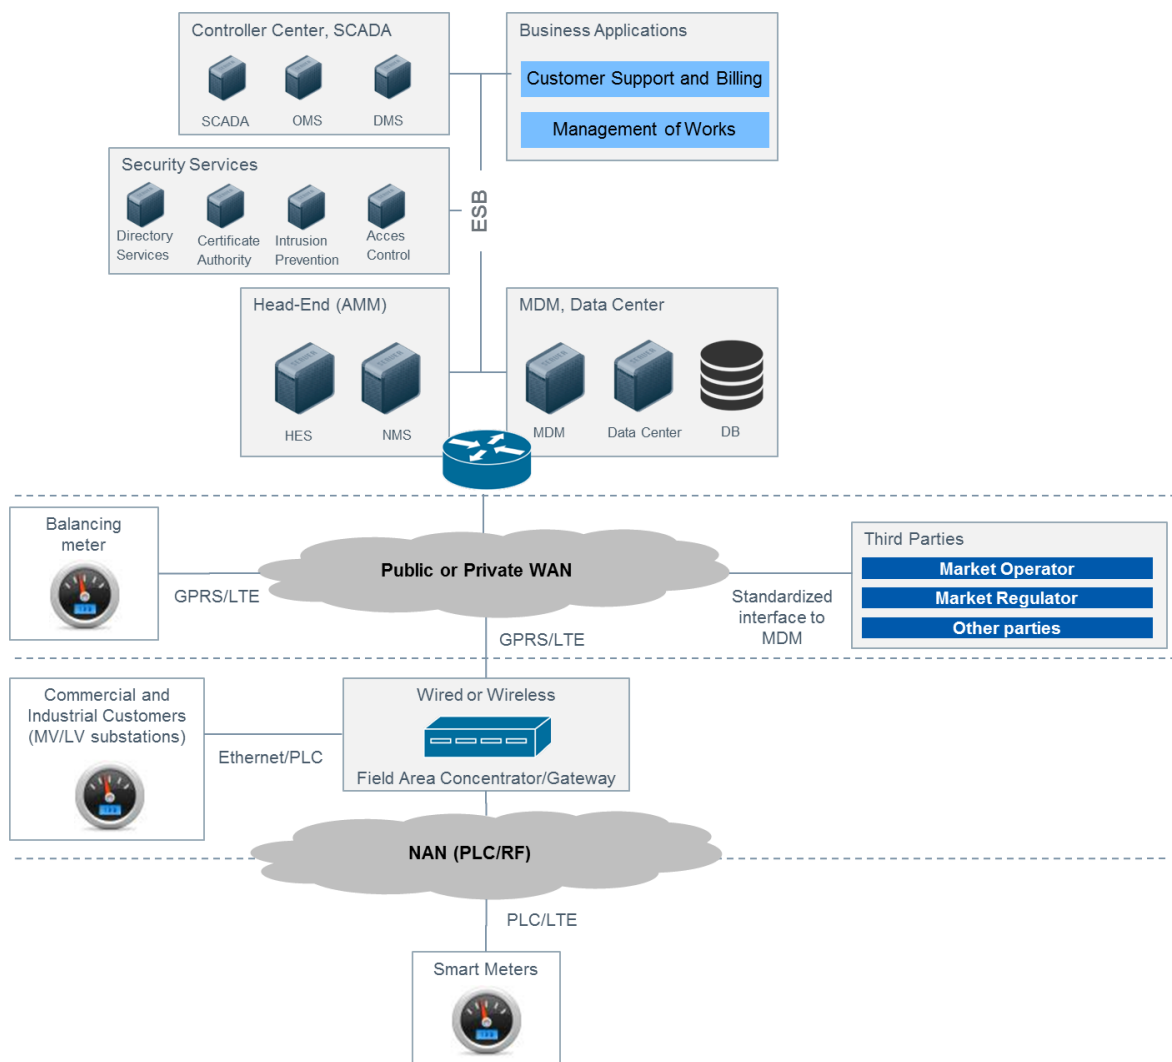 Controller Center, SCADA
SCADA
OMS
DMS
Business Applications
Customer Support and Billing
Management of Works
Security Services
Directory
Services
Certificate
Authority
Intrusion
Prevention
Acces
Control
ESB
Head-End (AMM)
HES
NMS
MDM, Data Center
MDM
Data Center
DB
Balancing
meter
GPRS/LTE
Public or Private WAN
Standardized
interface to
MDM
Third Parties
Market Operator
Market Regulator
Other parties
GPRS/LTE
Commercial and
Industrial Customers
(MV/LV substations)
Ethernet/PLC
Wired or Wireless
Field Area Concentrator/Gateway
NAN (PLC/RF)
PLC/LTE
Smart Meters